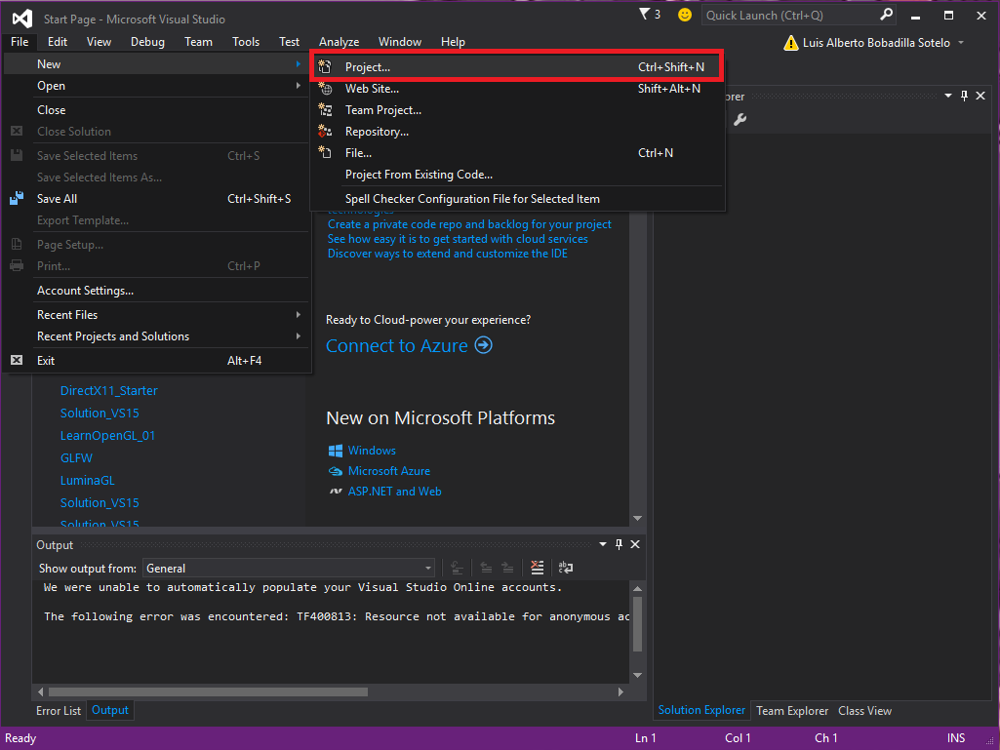 Start Page - Microsoft Visual Studio
3
Quick Launch (Ctrl+Q)
File Edit View Debug Team Tools Test Analyze Window Help
Luis Alberto Bobadilla Sotelo
New
Open
Close
Close Solution
Save Selected Items Ctrl+S
Save Selected Items As...
Save All Ctrl+Shift+S
Export Template...
Page Setup...
Print... Ctrl+P
Account Settings...
Recent Files
Recent Projects and Solutions
Exit Alt+F4
Project... Ctrl+Shift+N
Web Site... Shift+Alt+N
Team Project...
Repository...
File... Ctrl+N
Project From Existing Code...
Spell Checker Configuration File for Selected Item
orer
technologies
Create a private code repo and backlog for your project
See how easy it is to get started with cloud services
Discover ways to extend and customize the IDE
Ready to Cloud-power your experience?
Connect to Azure
DirectX11_Starter
Solution_VS15
LearnOpenGL_01
GLFW
LuminaGL
Solution_VS15
Solution_VS15
New on Microsoft Platforms
Windows
Microsoft Azure
ASP.NET and Web
Output
Show output from: General
We were unable to automatically populate your Visual Studio Online accounts.
The following error was encountered: TF400813: Resource not available for anonymous ac
Error List Output
Solution Explorer Team Explorer Class View
Ready Ln 1 Col 1 Ch 1 INS